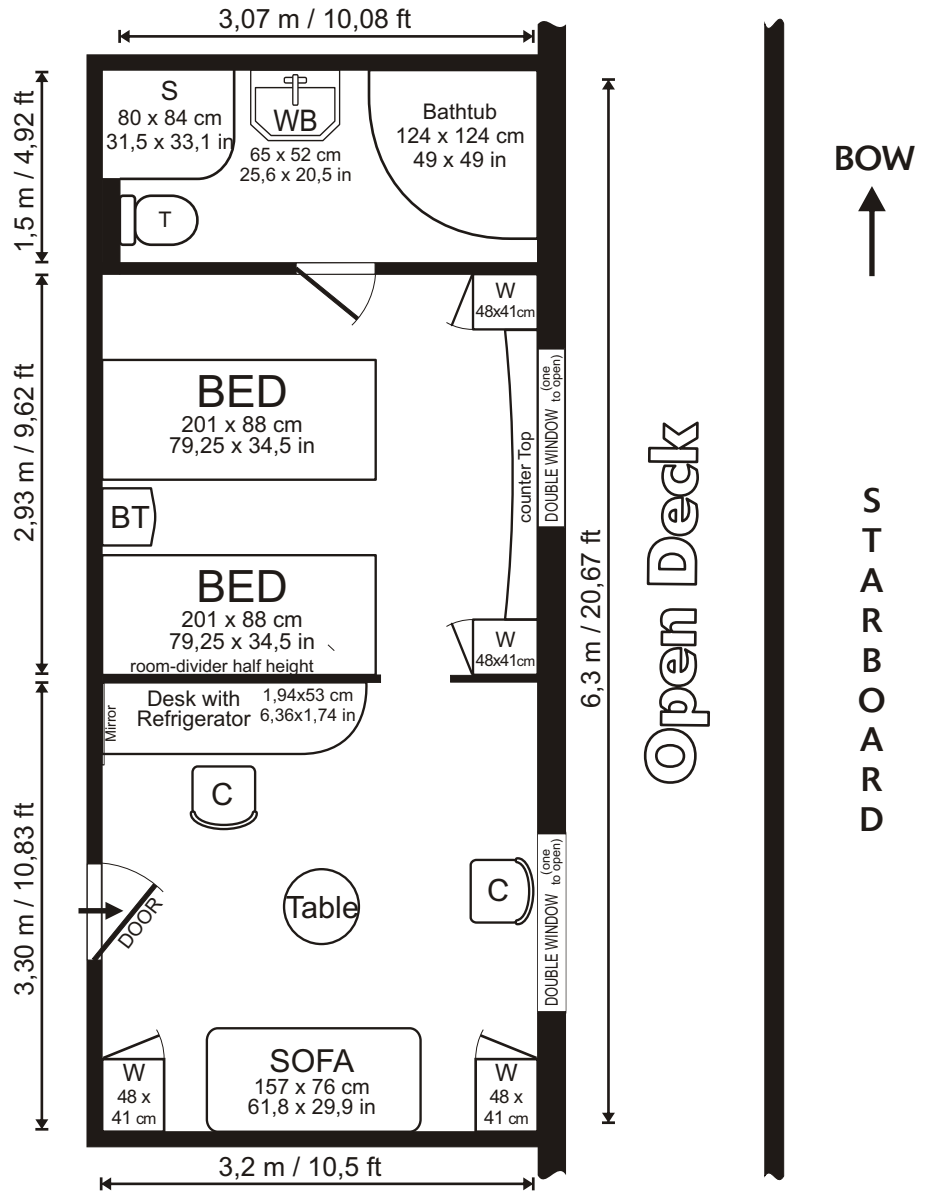 3,07 m / 10,08 ft
1,5 m / 4,92 ft
S
80 x 84 cm
31,5 x 33,1 in
WB
65 x 52 cm
25,6 x 20,5 in
Bathtub
124 x 124 cm
49 x 49 in
T
BOW
2,93 m / 9,62 ft
W
48x41cm
BED
201 x 88 cm
79,25 x 34,5 in
BT
counter Top
DOUBLE WINDOW (one to open)
BED
201 x 88 cm
79,25 x 34,5 in
room-divider half height
W
48x41cm
6,3 m / 20,67 ft
Open Deck
STARBOARD
3,30 m / 10,83 ft
Mirror
Desk with
Refrigerator
1,94x53 cm
6,36x1,74 in
C
C
Table
DOOR
DOUBLE WINDOW (one to open)
W
48 x
41 cm
SOFA
157 x 76 cm
61,8 x 29,9 in
W
48 x
41 cm
3,2 m / 10,5 ft